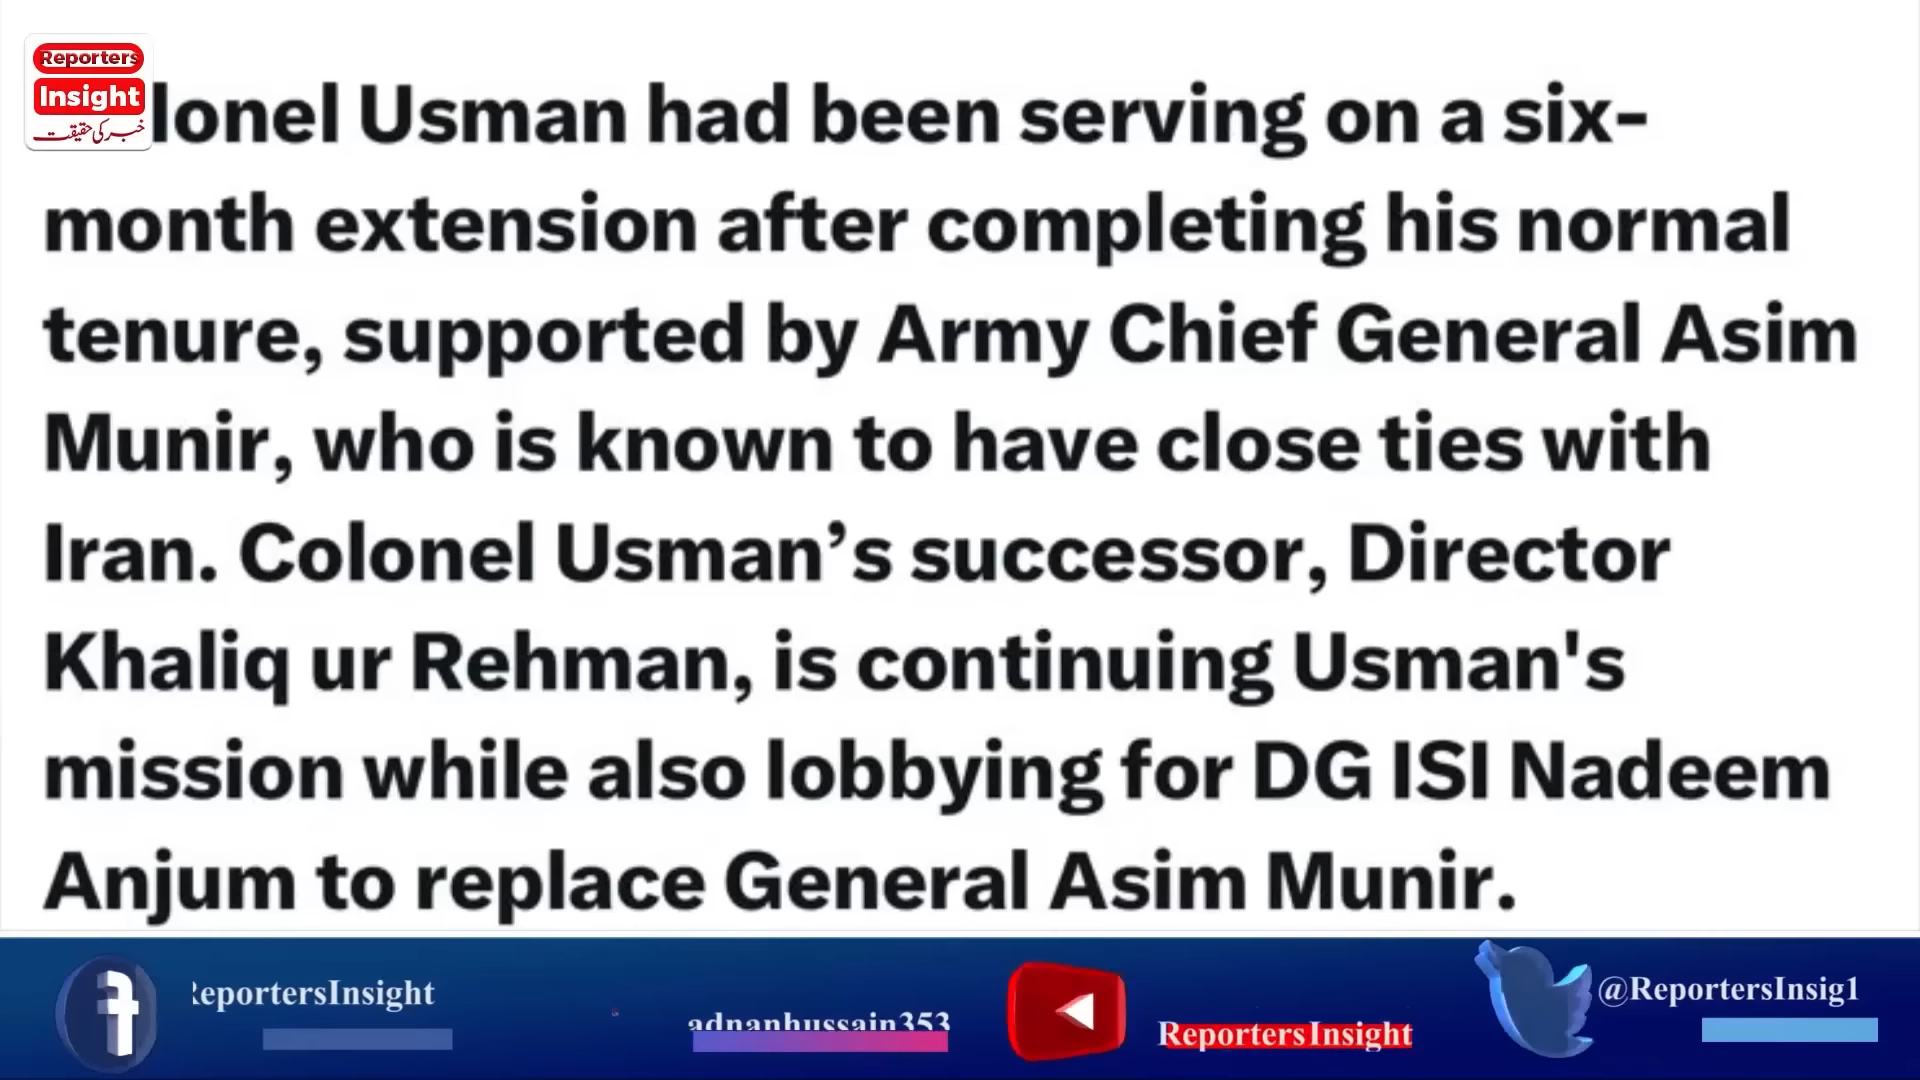 Reporters
Insight
خبر کی حقیقت
lonel Usman had been serving on a six-
month extension after completing his normal
tenure, supported by Army Chief General Asim
Munir, who is known to have close ties with
Iran. Colonel Usman’s successor, Director
Khaliq ur Rehman, is continuing Usman's
mission while also lobbying for DG ISI Nadeem
Anjum to replace General Asim Munir.
ReportersInsight
adnanhussain353
ReportersInsight
@ReportersInsig1